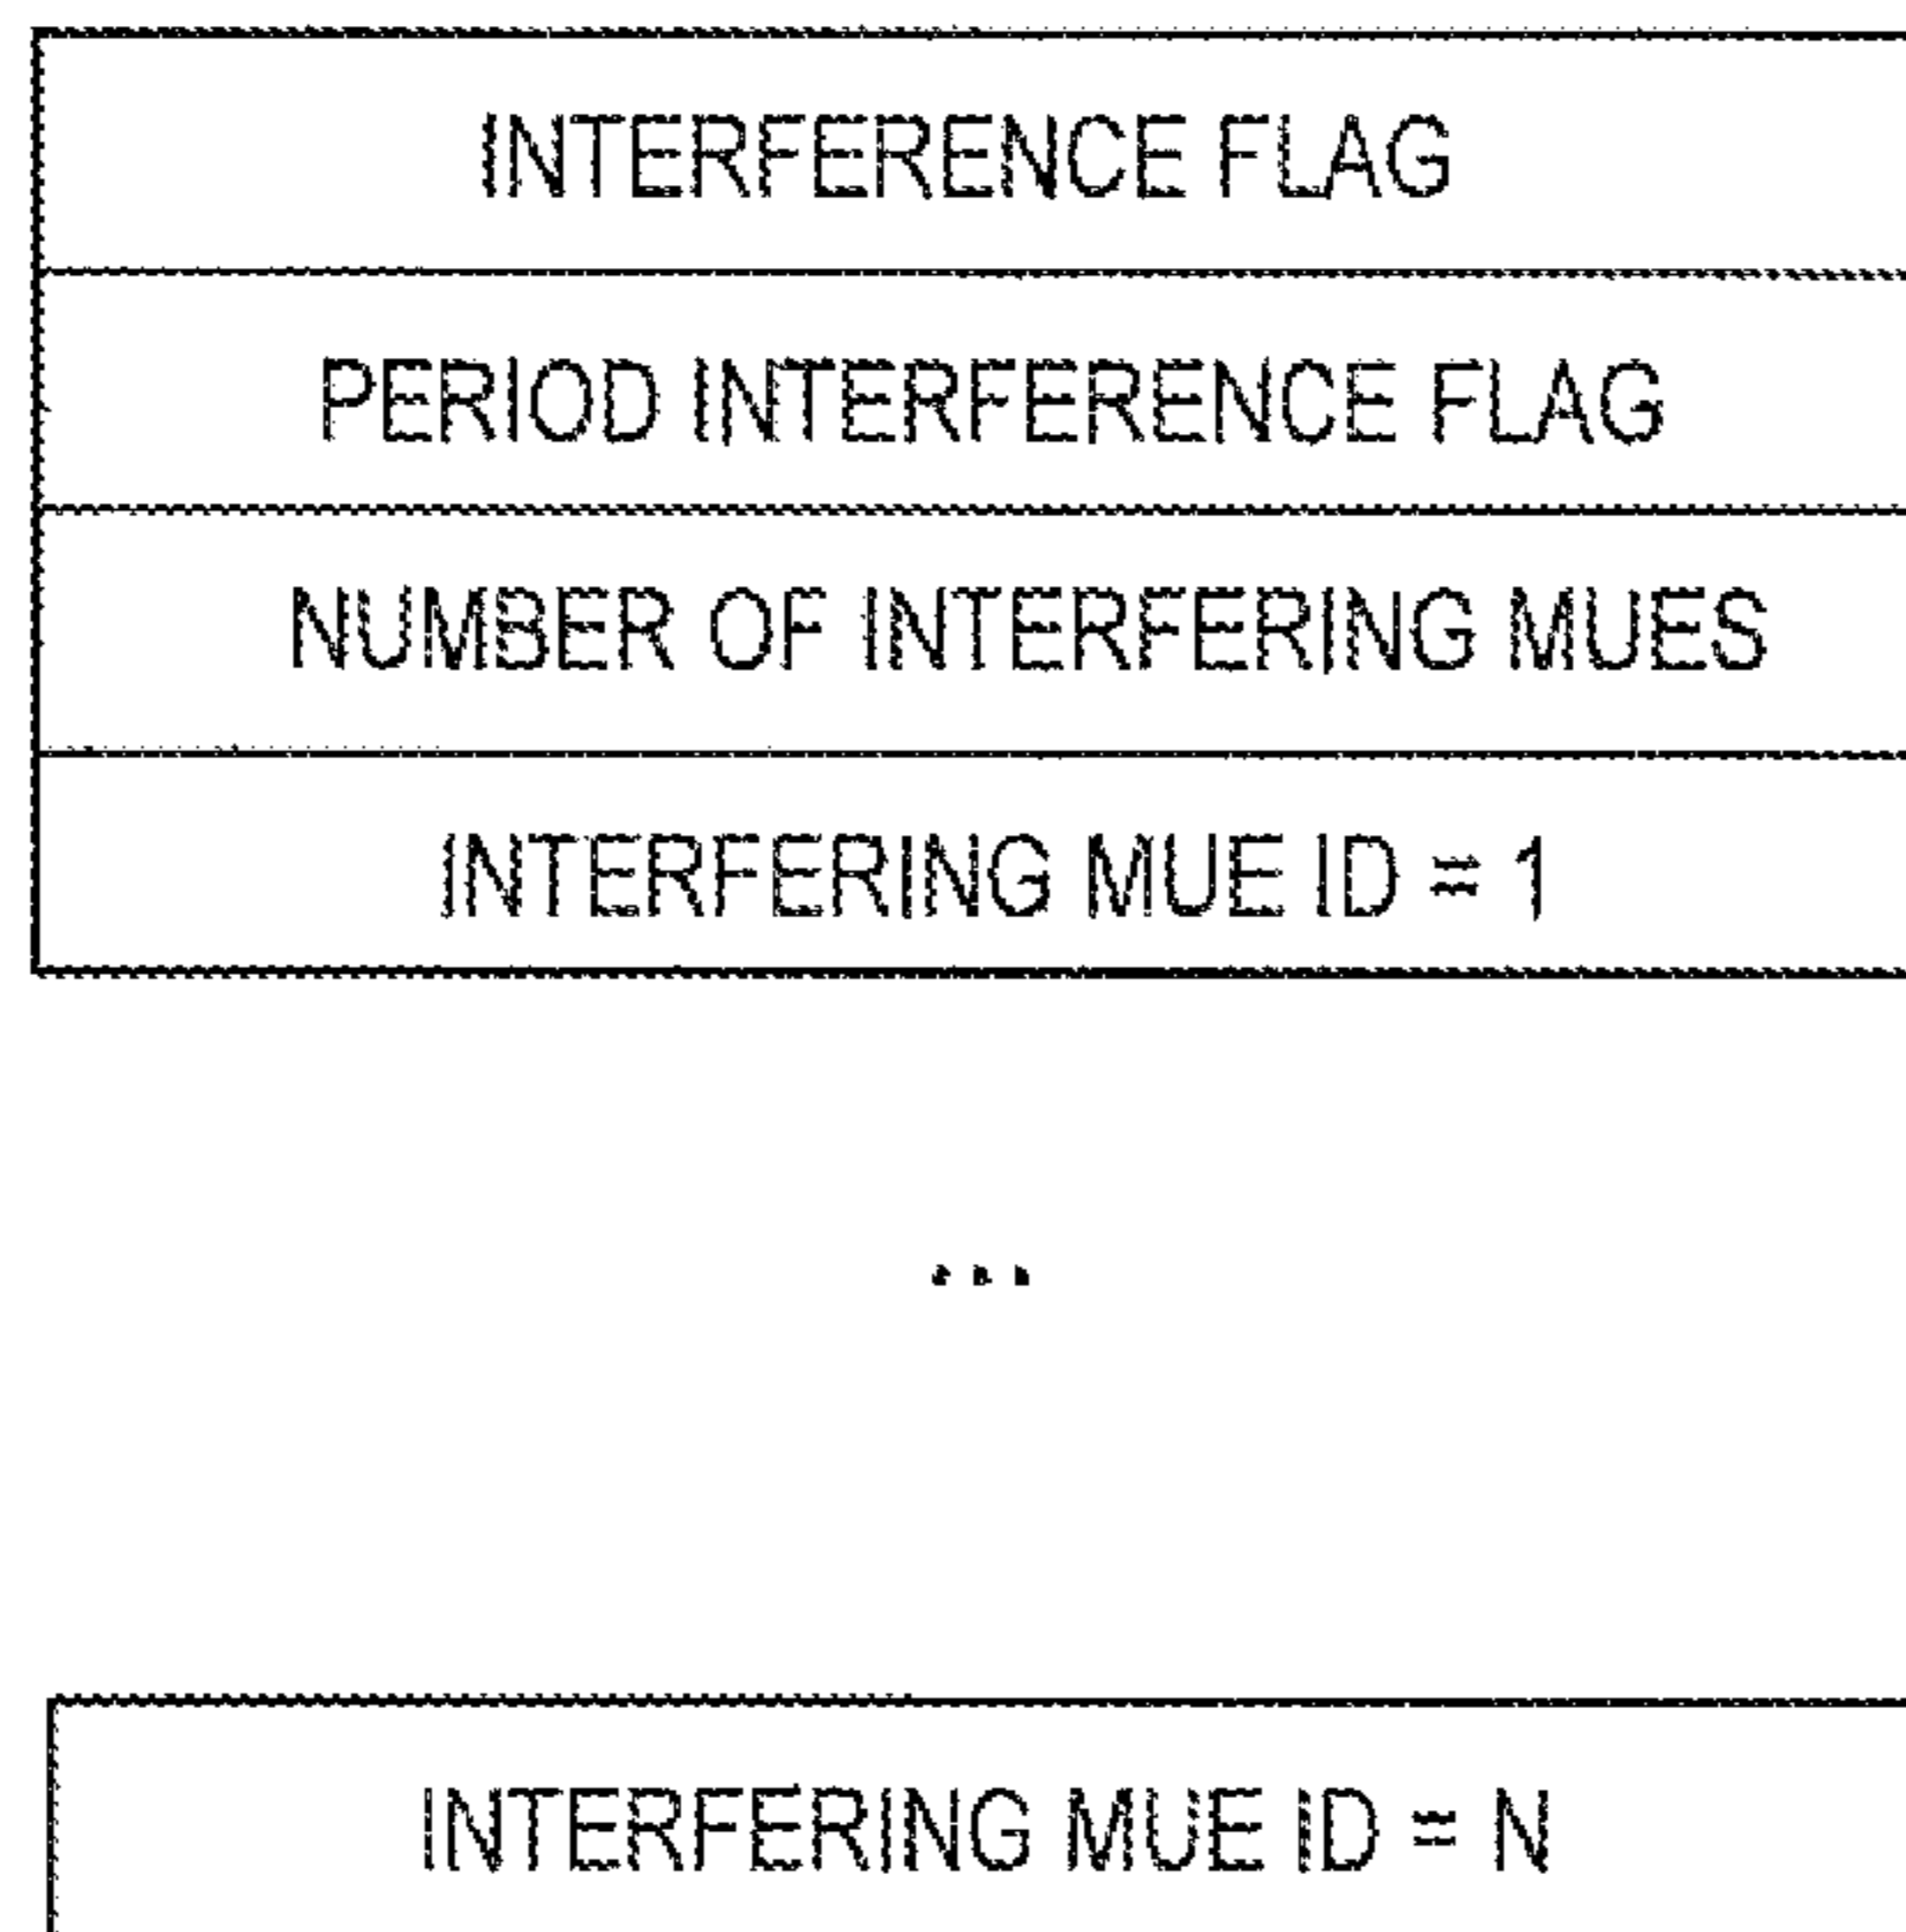 INTERFERENCE FLAG
PERIOD INTERFERENCE FLAG
NUMBER OF INTERFERING MUES
INTERFERING MUE ID = 1
...
INTERFERING MUE ID = N